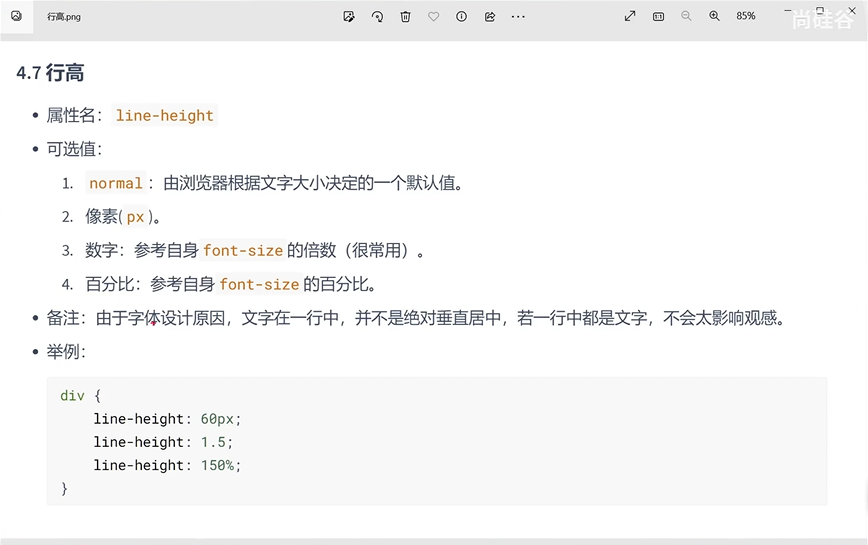 行高.png
85%
尚硅谷
4.7 行高
• 属性名： line-height
• 可选值：
1. normal ：由浏览器根据文字大小决定的一个默认值。
2. 像素( px )。
3. 数字：参考自身 font-size 的倍数（很常用）。
4. 百分比：参考自身 font-size 的百分比。
• 备注：由于字体设计原因，文字在一行中，并不是绝对垂直居中，若一行中都是文字，不会太影响观感。
• 举例：
div {
line-height: 60px;
line-height: 1.5;
line-height: 150%;
}